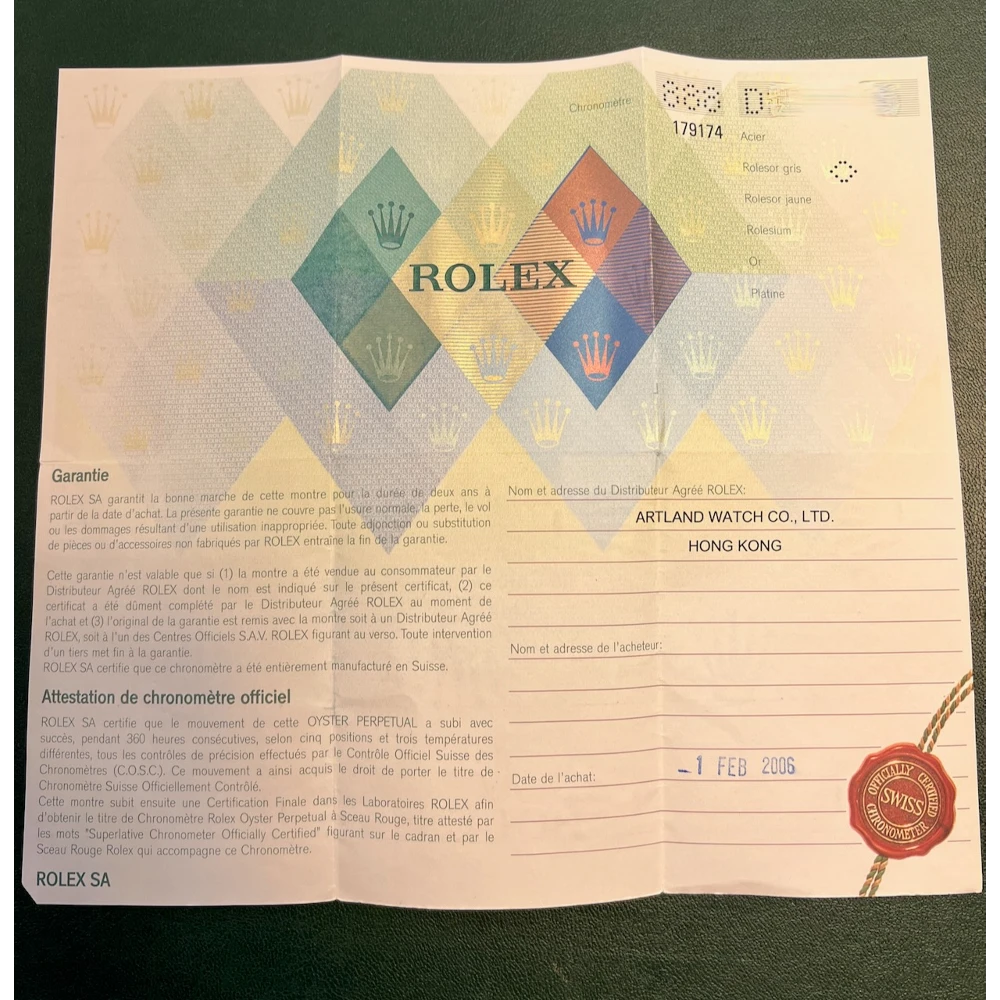 Chronomètre
888 D
179174
Acier
Rolesor gris
Rolesor jaune
Rolesium
Or
Platine
ROLEX
Garantie
ROLEX SA garantit la bonne marche de cette montre pour la durée de deux ans à
partir de la date d'achat. La présente garantie ne couvre pas l'usure normale, la perte, le vol
ou les dommages résultant d'une utilisation inappropriée. Toute adjonction ou substitution
de pièces ou d'accessoires non fabriqués par ROLEX entraîne la fin de la garantie.
Cette garantie n'est valable que si (1) la montre a été vendue au consommateur par le
Distributeur Agréé ROLEX dont le nom est indiqué sur le présent certificat, (2) ce
certificat a été dûment complété par le Distributeur Agréé ROLEX au moment de
l'achat et (3) l'original de la garantie est remis avec la montre soit à un Distributeur Agréé
ROLEX, soit à l'un des Centres Officiels S.A.V. ROLEX figurant au verso. Toute intervention
d'un tiers met fin à la garantie.
ROLEX SA certifie que ce chronomètre a été entièrement manufacturé en Suisse.
Attestation de chronomètre officiel
ROLEX SA certifie que le mouvement de cette OYSTER PERPETUAL a subi avec
succès, pendant 360 heures consécutives, selon cinq positions et trois températures
différentes, tous les contrôles de précision effectués par le Contrôle Officiel Suisse des
Chronomètres (C.O.S.C.). Ce mouvement a ainsi acquis le droit de porter le titre de
Chronomètre Suisse Officiellement Contrôlé.
Cette montre subit ensuite une Certification Finale dans les Laboratoires ROLEX afin
d'obtenir le titre de Chronomètre Rolex Oyster Perpetual à Sceau Rouge, titre attesté par
les mots "Superlative Chronometer Officially Certified" figurant sur le cadran et par le
Sceau Rouge Rolex qui accompagne ce Chronomètre.
ROLEX SA
Nom et adresse du Distributeur Agréé ROLEX:
ARTLAND WATCH CO., LTD.
HONG KONG
Nom et adresse de l'acheteur:
Date de l'achat:
-1 FEB 2006
OFFICIALLY CERTIFIED
SWISS
CHRONOMETER